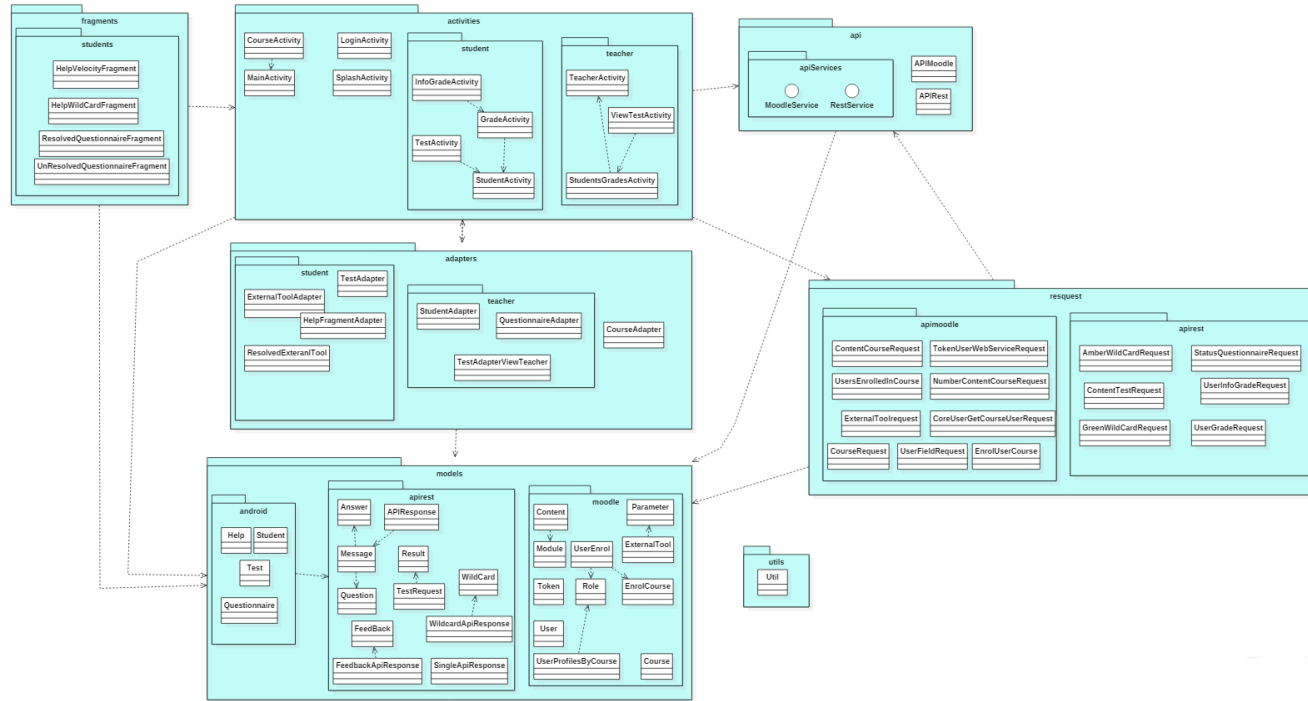 fragments
students
HelpVelocityFragment
HelpWildCardFragment
ResolvedQuestionnaireFragment
UnResolvedQuestionnaireFragment
activities
CourseActivity
LoginActivity
MainActivity
SplashActivity
student
InfoGradeActivity
GradeActivity
TestActivity
StudentActivity
teacher
TeacherActivity
ViewTestActivity
StudentsGradesActivity
api
apiServices
MoodleService
RestService
APIMoodle
APIRest
adapters
student
TestAdapter
ExternalToolAdapter
HelpFragmentAdapter
ResolvedExteranlTool
teacher
StudentAdapter
QuestionnaireAdapter
TestAdapterViewTeacher
CourseAdapter
resquest
apimoodle
ContentCourseRequest
TokenUserWebServiceRequest
UsersEnrolledInCourse
NumberContentCourseRequest
ExternalToolrequest
CoreUserGetCourseUserRequest
CourseRequest
UserFieldRequest
EnrolUserCourse
apirest
AmberWildCardRequest
StatusQuestionnaireRequest
ContentTestRequest
UserInfoGradeRequest
GreenWildCardRequest
UserGradeRequest
models
android
Help
Student
Test
Questionnaire
apirest
Answer
APIResponse
Message
Result
Question
TestRequest
WildCard
FeedBack
WildcardApiResponse
FeedbackApiResponse
SingleApiResponse
moodle
Content
Parameter
Module
UserEnrol
ExternalTool
Token
Role
EnrolCourse
User
UserProfilesByCourse
Course
utils
Util